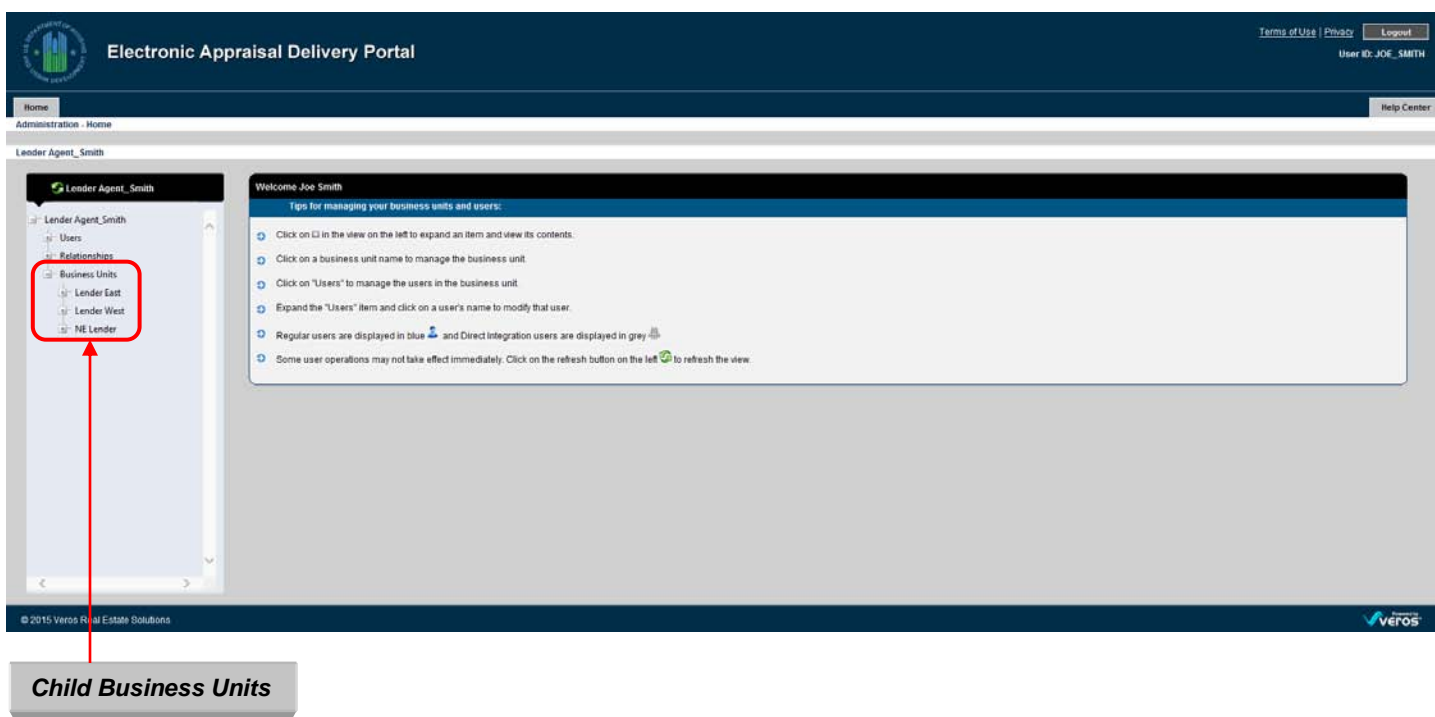 Electronic Appraisal Delivery Portal
Terms of Use | Privacy Logout
User ID: JOE_SMITH
Home
Help Center
Administration - Home
Lender Agent_Smith
Lender Agent_Smith
Lender Agent_Smith
Users
Relationships
Business Units
Lender East
Lender West
NE Lender
Welcome Joe Smith
Tips for managing your business units and users:
Click on in the view on the left to expand an item and view its contents.
Click on a business unit name to manage the business unit.
Click on "Users" to manage the users in the business unit.
Expand the "Users" item and click on a user's name to modify that user.
Regular users are displayed in blue and Direct Integration users are displayed in grey
Some user operations may not take effect immediately. Click on the refresh button on the left to refresh the view.
© 2015 Veros Real Estate Solutions
Powered by
veros
Child Business Units